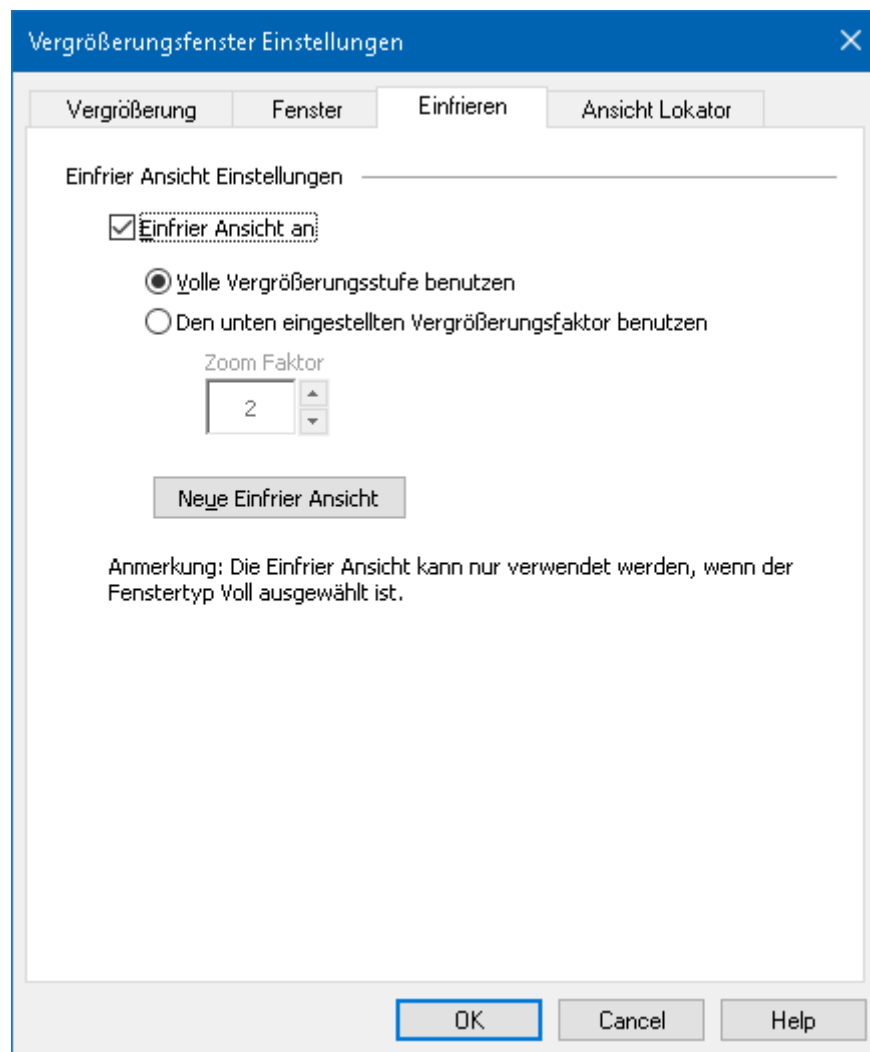 Vergrößerungsfenster Einstellungen
Vergrößerung Fenster Einfrieren Ansicht Lokator
Einfrier Ansicht Einstellungen
Einfrier Ansicht an
Volle Vergrößerungsstufe benutzen
Den unten eingestellten Vergrößerungsfaktor benutzen
Zoom Faktor
2
Neue Einfrier Ansicht
Anmerkung: Die Einfrier Ansicht kann nur verwendet werden, wenn der
Fenstertyp Voll ausgewählt ist.
OK Cancel Help